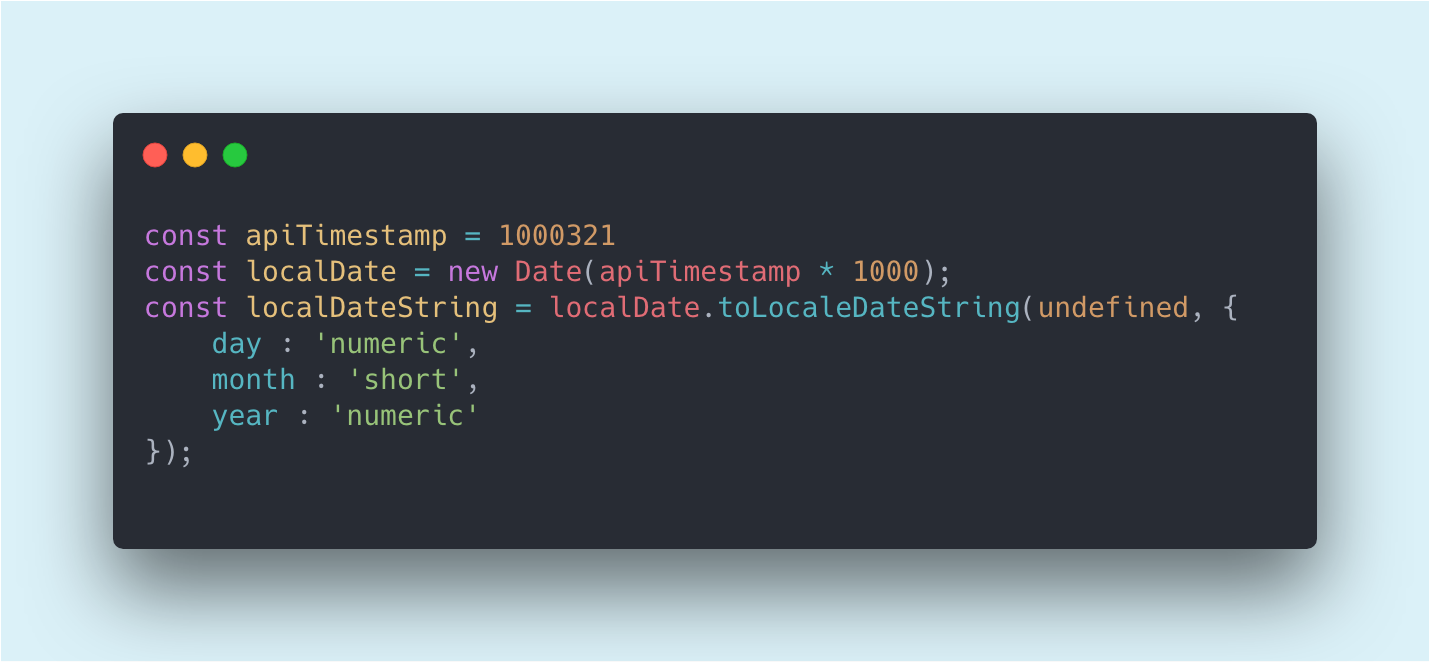 const apiTimestamp = 1000321
const localDate = new Date(apiTimestamp * 1000);
const localDateString = localDate.toLocaleDateString(undefined, {
    day : 'numeric',
    month : 'short',
    year : 'numeric'
});